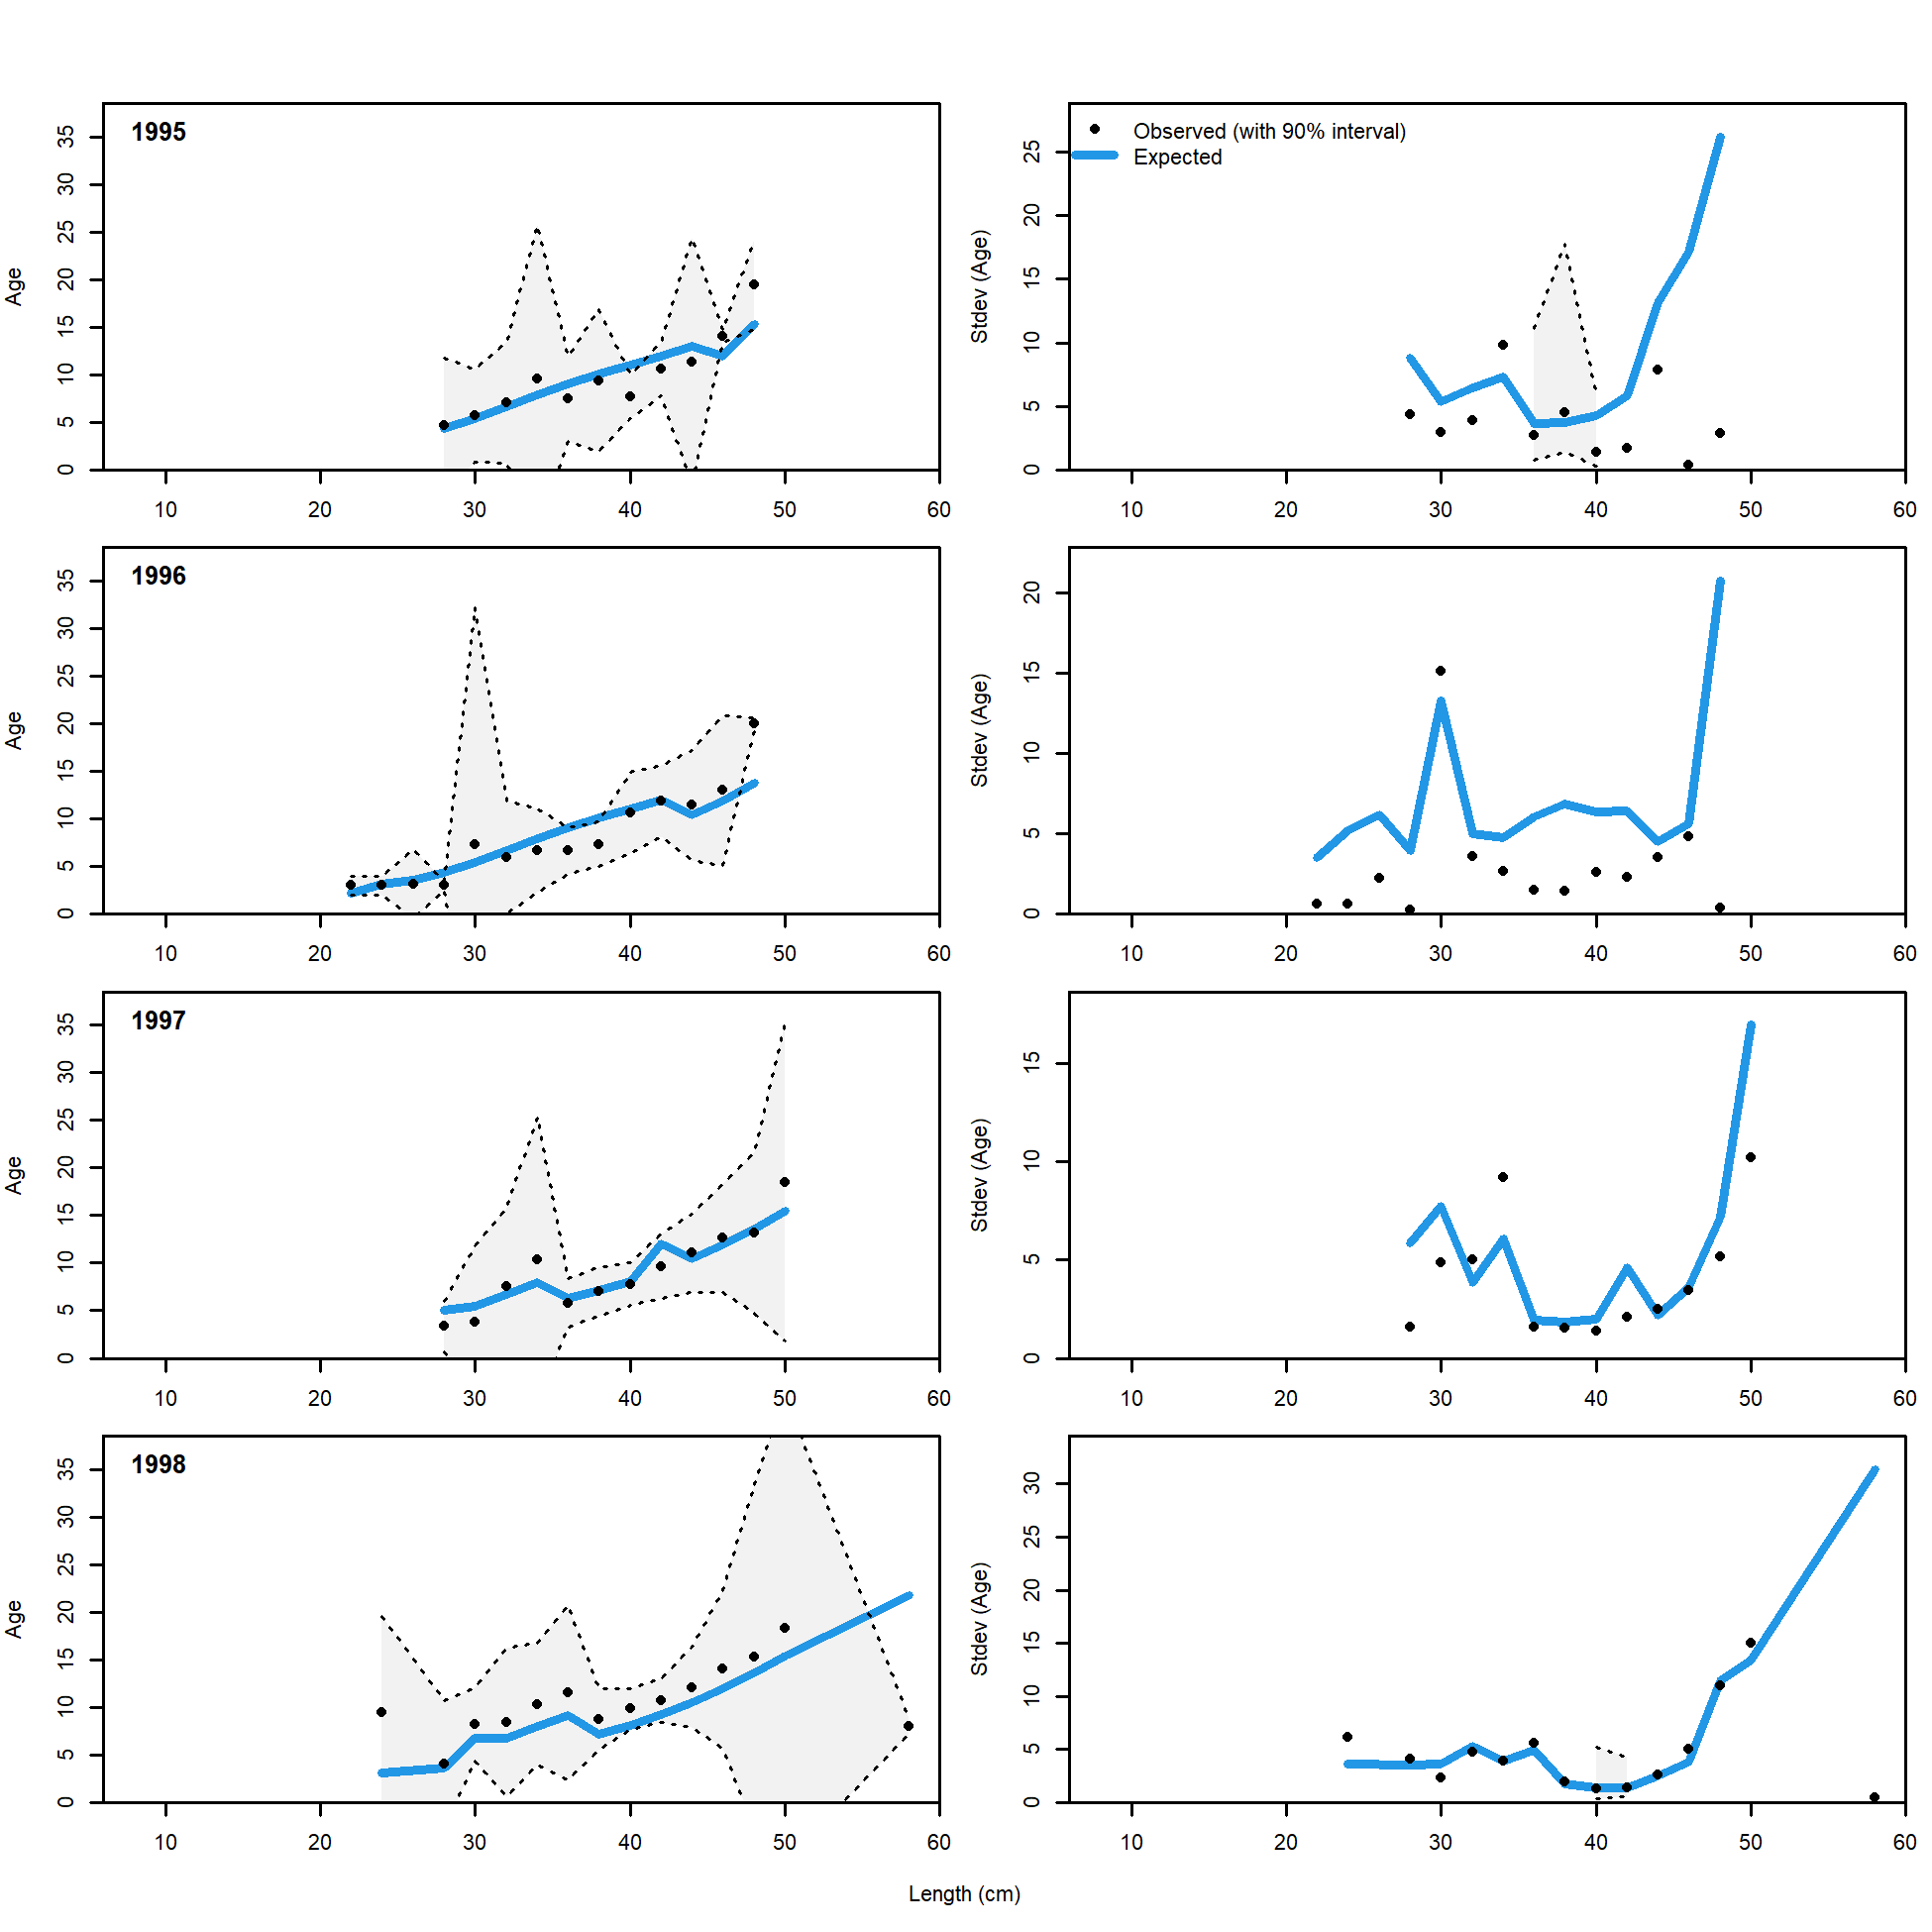 1995
Age
0 5 10 15 20 25 30 35
10 20 30 40 50 60
Observed (with 90% interval)
Expected
Stdev (Age)
0 5 10 15 20 25
10 20 30 40 50 60
1996
Age
0 5 10 15 20 25 30 35
10 20 30 40 50 60
Stdev (Age)
0 5 10 15 20
10 20 30 40 50 60
1997
Age
0 5 10 15 20 25 30 35
10 20 30 40 50 60
Stdev (Age)
0 5 10 15
10 20 30 40 50 60
1998
Age
0 5 10 15 20 25 30 35
10 20 30 40 50 60
Stdev (Age)
0 5 10 15 20 25 30
10 20 30 40 50 60
Length (cm)